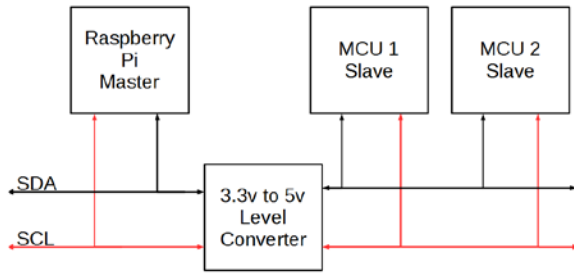 Raspberry
Pi
Master
MCU 1
Slave
MCU 2
Slave
SDA
SCL
3.3v to 5v
Level
Converter